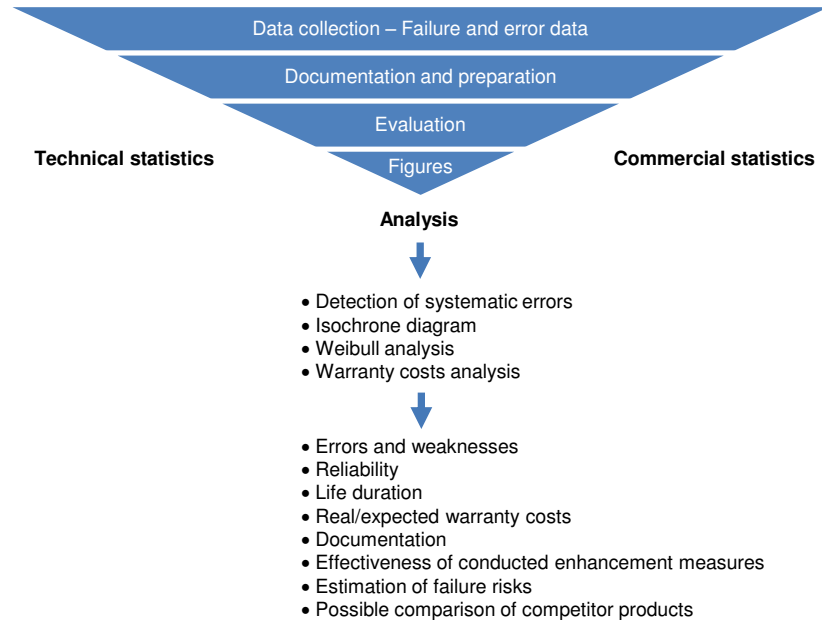 Data collection – Failure and error data
Documentation and preparation
Evaluation
Technical statistics
Figures
Commercial statistics
Analysis
• Detection of systematic errors
• Isochrone diagram
• Weibull analysis
• Warranty costs analysis
• Errors and weaknesses
• Reliability
• Life duration
• Real/expected warranty costs
• Documentation
• Effectiveness of conducted enhancement measures
• Estimation of failure risks
• Possible comparison of competitor products